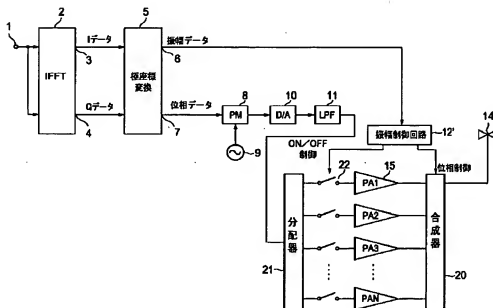 1
2
IFFT
Iデータ
3
Qデータ
4
5
極座標
変換
振幅データ
6
位相データ
7
8
PM
9
10
D/A
11
LPF
振幅制御回路
12'
ON/OFF
制御
位相制御
14
22
15
PA1
PA2
PA3
PAN
分配器
21
合成器
20